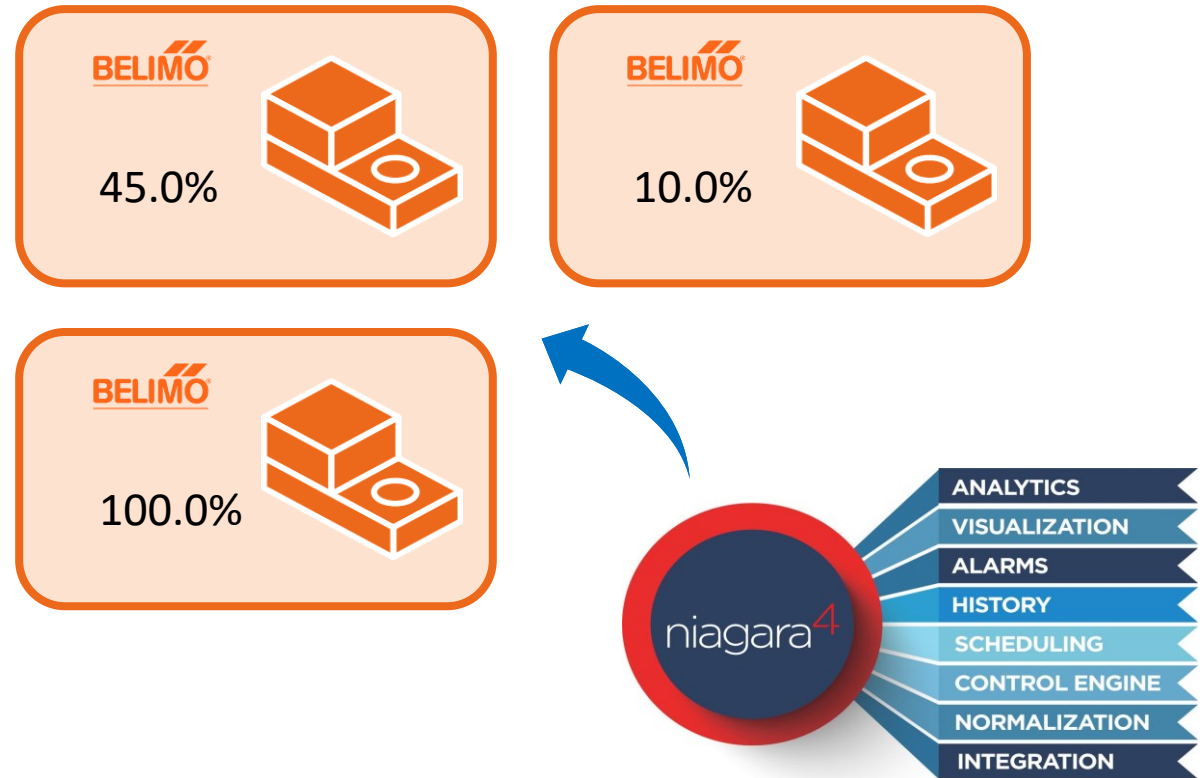 BELIMO®
45.0%
BELIMO®
10.0%
BELIMO®
100.0%
niagara4
ANALYTICS
VISUALIZATION
ALARMS
HISTORY
SCHEDULING
CONTROL ENGINE
NORMALIZATION
INTEGRATION